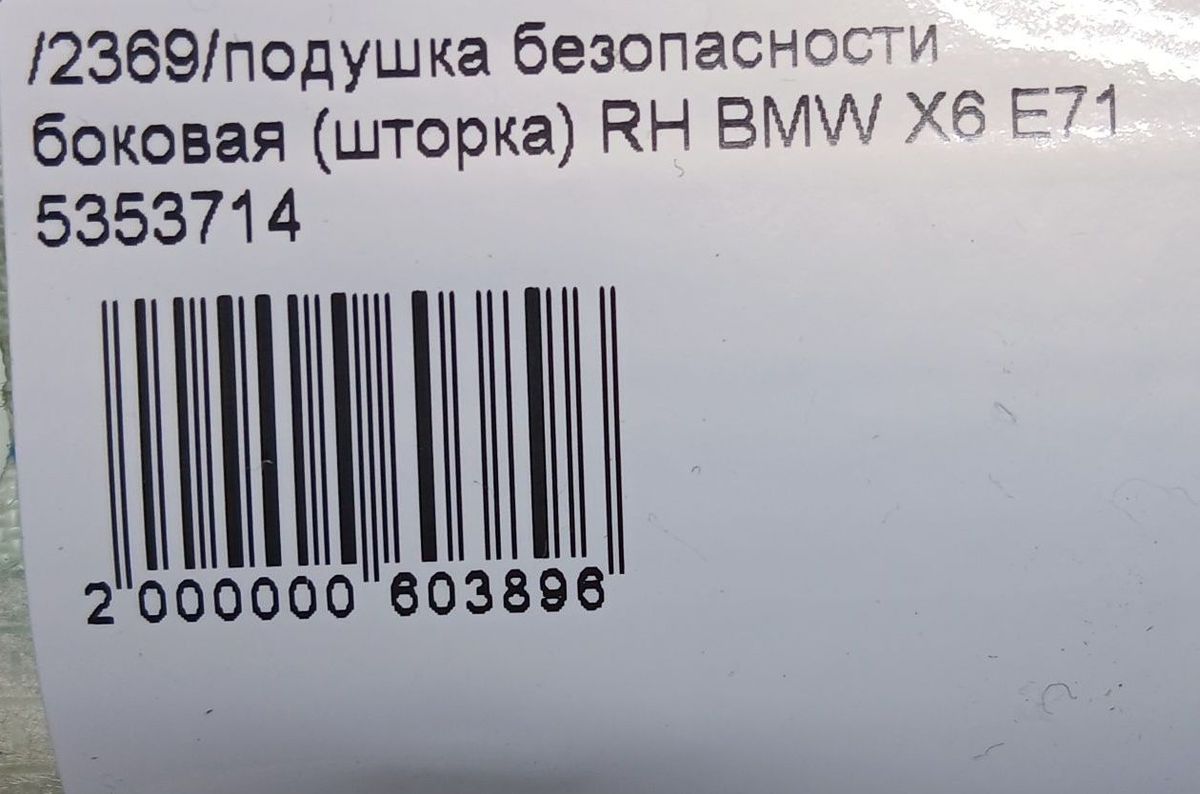 /2369/подушка безопасности
боковая (шторка) RH BMW X6 E71
5353714
2 000000 603896